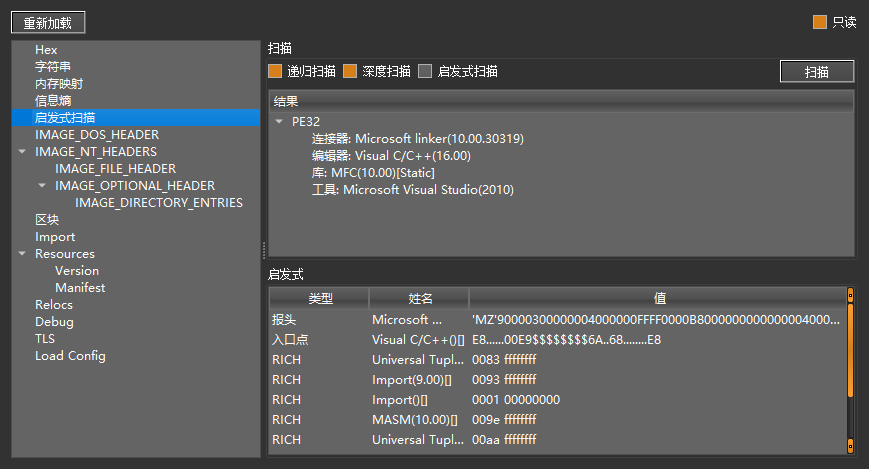 重新加载
只读
Hex
字符串
内存映射
信息熵
启发式扫描
IMAGE_DOS_HEADER
IMAGE_NT_HEADERS
IMAGE_FILE_HEADER
IMAGE_OPTIONAL_HEADER
IMAGE_DIRECTORY_ENTRIES
区块
Import
Resources
Version
Manifest
Relocs
Debug
TLS
Load Config
扫描
递归扫描 深度扫描 启发式扫描 扫描
结果
PE32
连接器: Microsoft linker(10.00.30319)
编辑器: Visual C/C++(16.00)
库: MFC(10.00)[Static]
工具: Microsoft Visual Studio(2010)
启发式
类型 姓名 值
报头 Microsoft ... 'MZ'90000300000004000000FFFF0000B8000000000000004000...
入口点 Visual C/C++()[] E8......00E9$$$$$$$$6A..68........E8
RICH Universal Tupl... 0083 ffffffff
RICH Import(9.00)[] 0093 ffffffff
RICH Import()[] 0001 00000000
RICH MASM(10.00)[] 009e ffffffff
RICH Universal Tupl... 00aa ffffffff